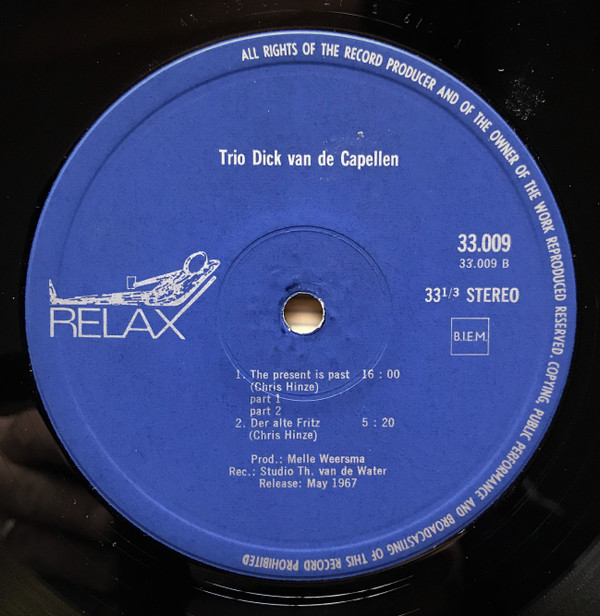 ALL RIGHTS OF THE RECORD PRODUCER AND OF THE OWNER OF THE WORK REPRODUCED RESERVED. COPYING, PUBLIC PERFORMANCE AND BROADCASTING OF THIS RECORD PROHIBITED
Trio Dick van de Capellen
33.009
33.009 B
33 1/3 STEREO
B.I.E.M.
RELAX
1. The present is past 16 : 00
(Chris Hinze)
part 1
part 2
2. Der alte Fritz 5 : 20
(Chris Hinze)
Prod.: Melle Weersma
Rec.: Studio Th. van de Water
Release: May 1967